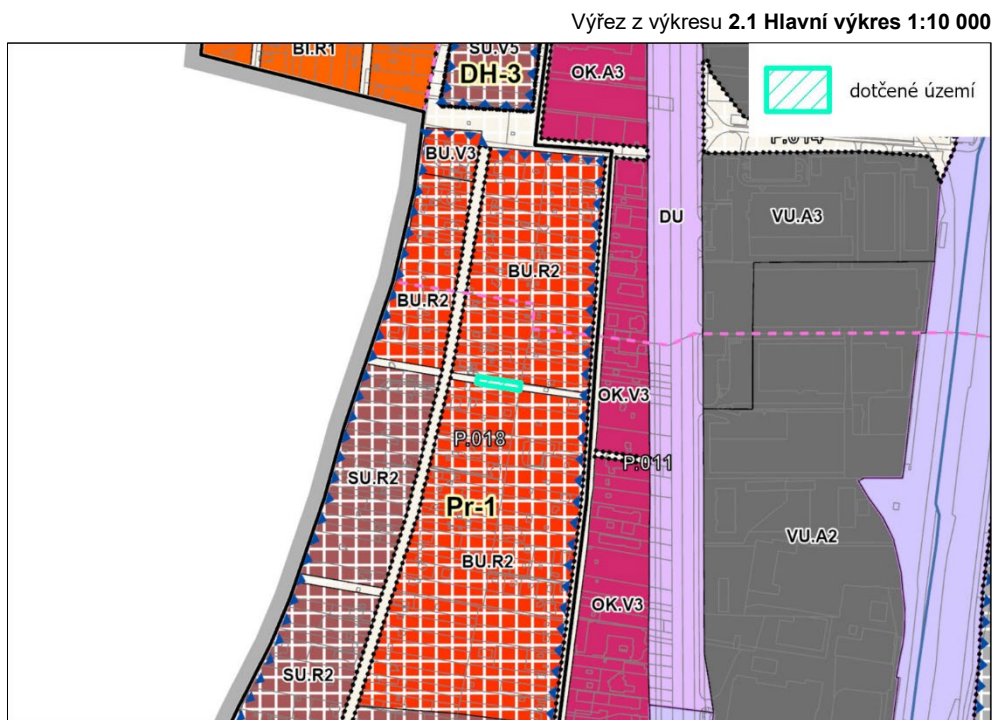 Výřez z výkresu 2.1 Hlavní výkres 1:10 000
dotčené území
BI.R1
SU.V5
DH-3
OK.A3
P.014
BU.V3
DU
VU.A3
BU.R2
BU.R2
OK.V3
P.018
P.011
SU.R2
Pr-1
VU.A2
BU.R2
OK.V3
SU.R2